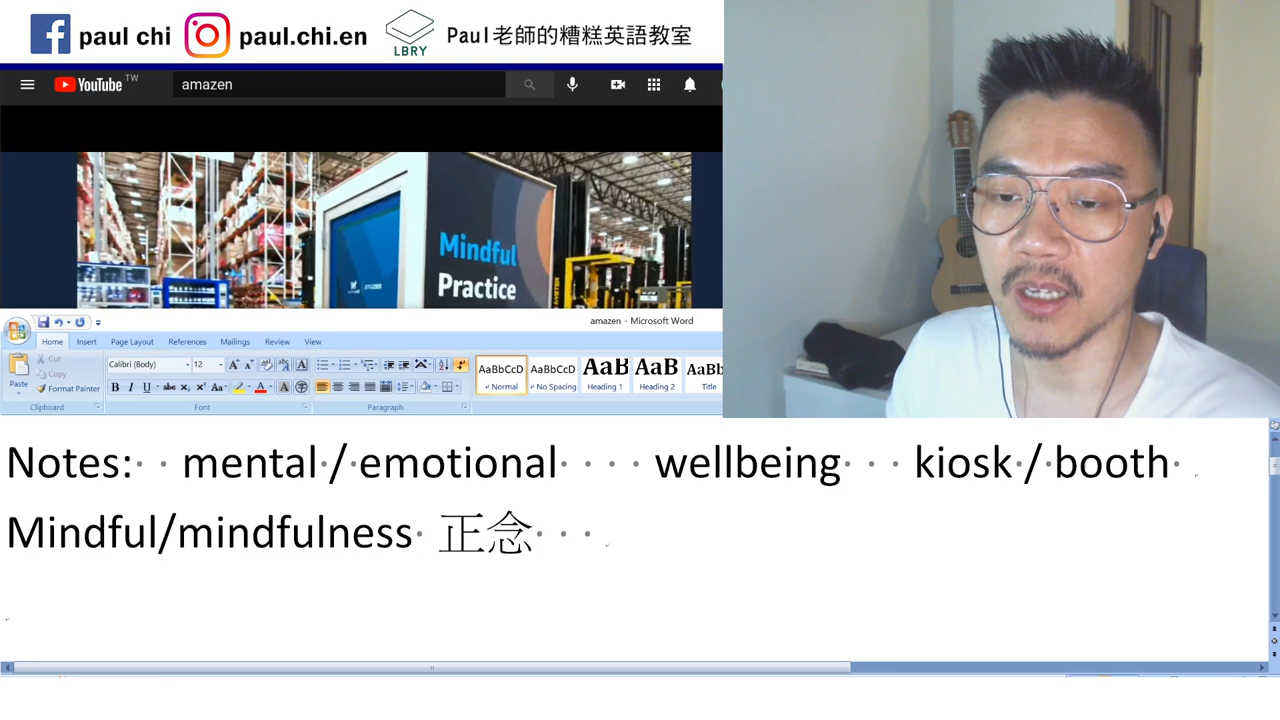 paul chi paul.chi.en LBRY Paul老師的糟糕英語教室
YouTube TW amazen
Mindful
Practice
amazen - Microsoft Word
Home Insert Page Layout References Mailings Review View
Paste Cut Copy Format Painter Clipboard
Calibri (Body) 12 Font
Paragraph
AaBbCcD AaBbCcD AaB AaB AaBb
Normal No Spacing Heading 1 Heading 2 Title
Notes: mental / emotional wellbeing kiosk / booth
Mindful/mindfulness 正念